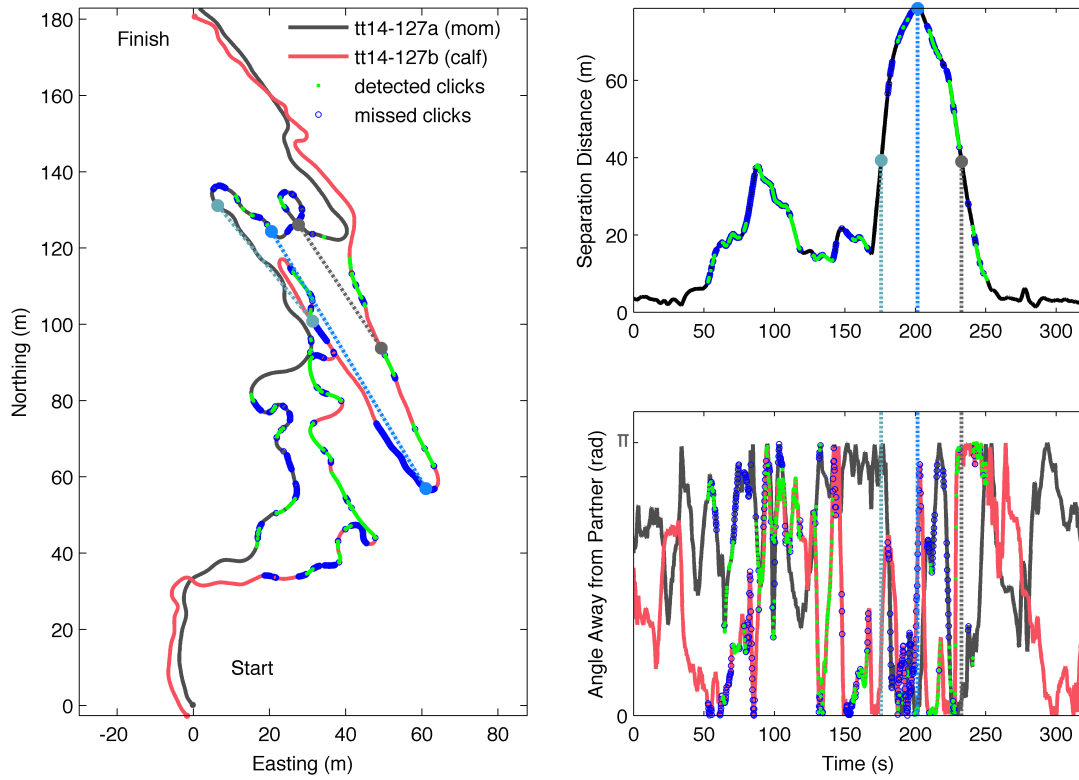 180
160
140
120
100
80
60
40
20
0
Northing (m)
-20
0
20
40
60
80
Easting (m)
Finish
Start
tt14-127a (mom)
tt14-127b (calf)
detected clicks
missed clicks
60
40
20
0
Separation Distance (m)
0
50
100
150
200
250
300
π
0
Angle Away from Partner (rad)
0
50
100
150
200
250
300
Time (s)